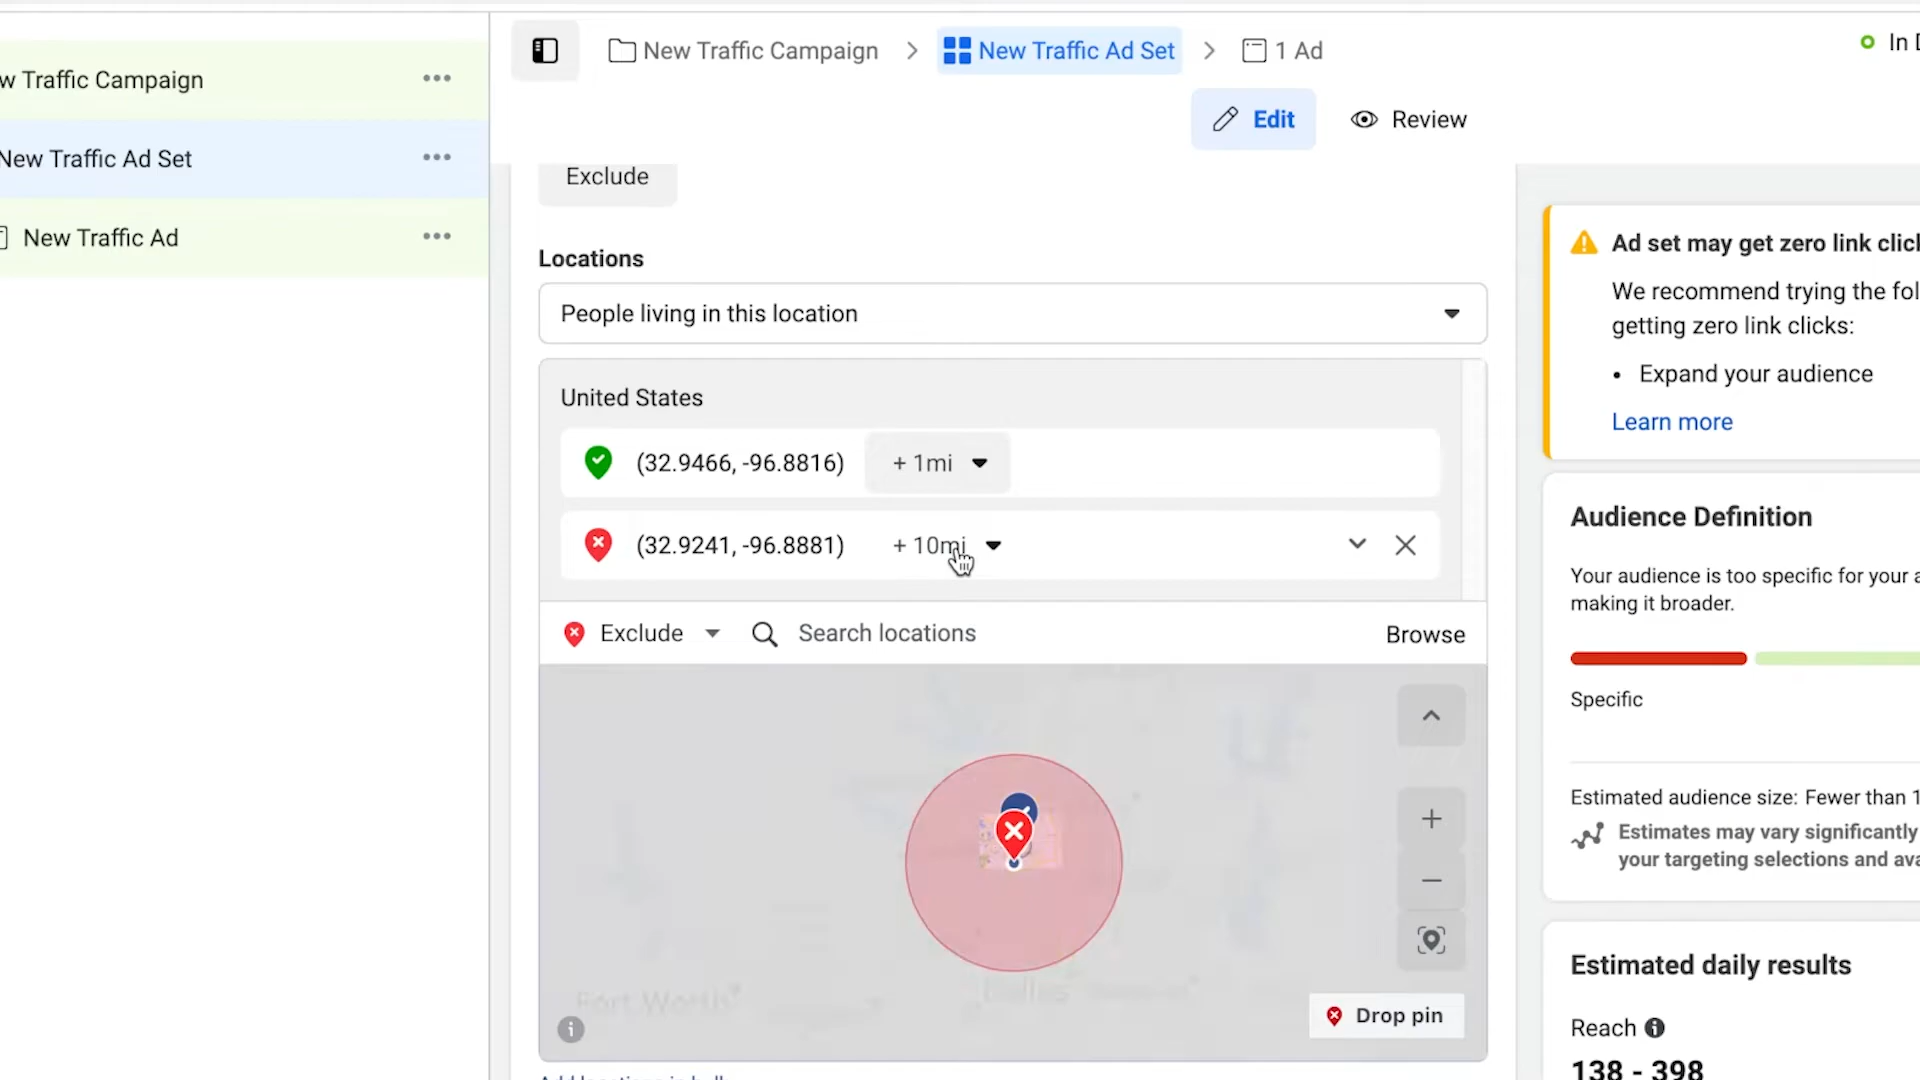 w Traffic Campaign
New Traffic Ad Set
New Traffic Ad
New Traffic Campaign
New Traffic Ad Set
1 Ad
In D
Edit
Review
Exclude
Locations
People living in this location
United States
(32.9466, -96.8816)
+ 1mi
(32.9241, -96.8881)
+ 10mi
Exclude
Search locations
Browse
Fort Worth
Dallas
Drop pin
Ad set may get zero link click
We recommend trying the fol
getting zero link clicks:
• Expand your audience
Learn more
Audience Definition
Your audience is too specific for your a
making it broader.
Specific
Estimated audience size: Fewer than 1
Estimates may vary significantly
your targeting selections and ava
Estimated daily results
Reach
138 - 398